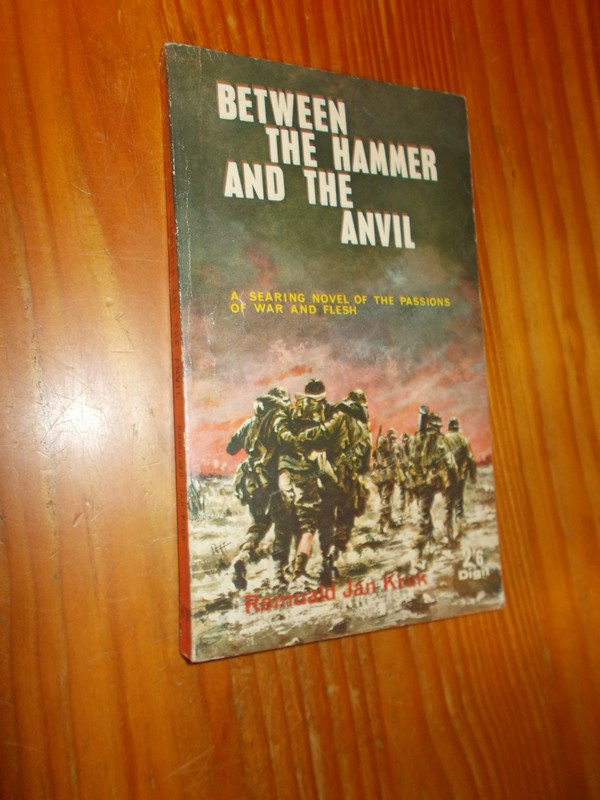 BETWEEN
THE HAMMER
AND THE
ANVIL
A SEARING NOVEL OF THE PASSIONS
OF WAR AND FLESH
2/6
Digit
Romuald Jan Kruk